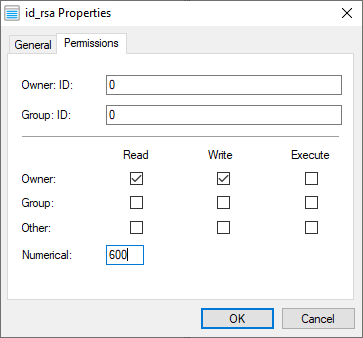 id_rsa Properties
General Permissions
Owner: ID: 0
Group: ID: 0
Read Write Execute
Owner:
Group:
Other:
Numerical: 600
OK Cancel